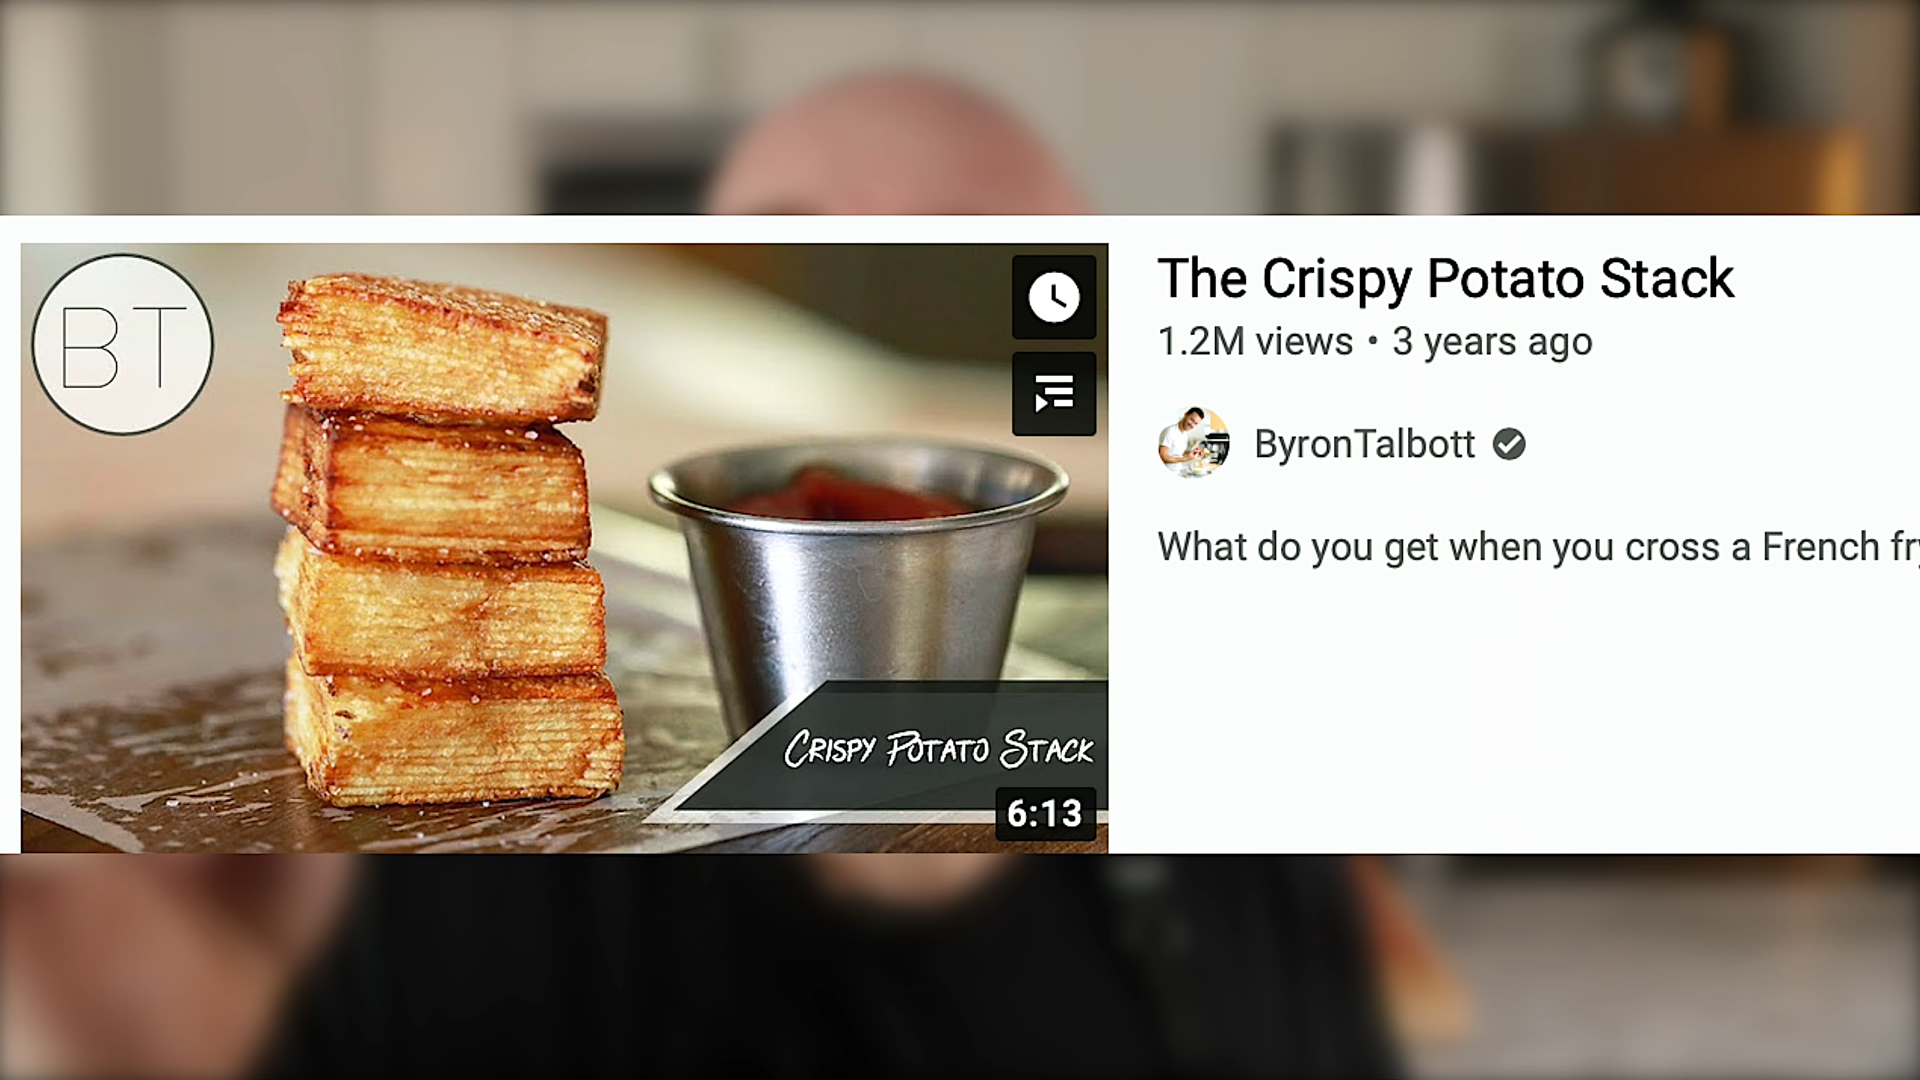 BT
CRISPY POTATO STACK
6:13
The Crispy Potato Stack
1.2M views • 3 years ago
ByronTalbott
What do you get when you cross a French fry